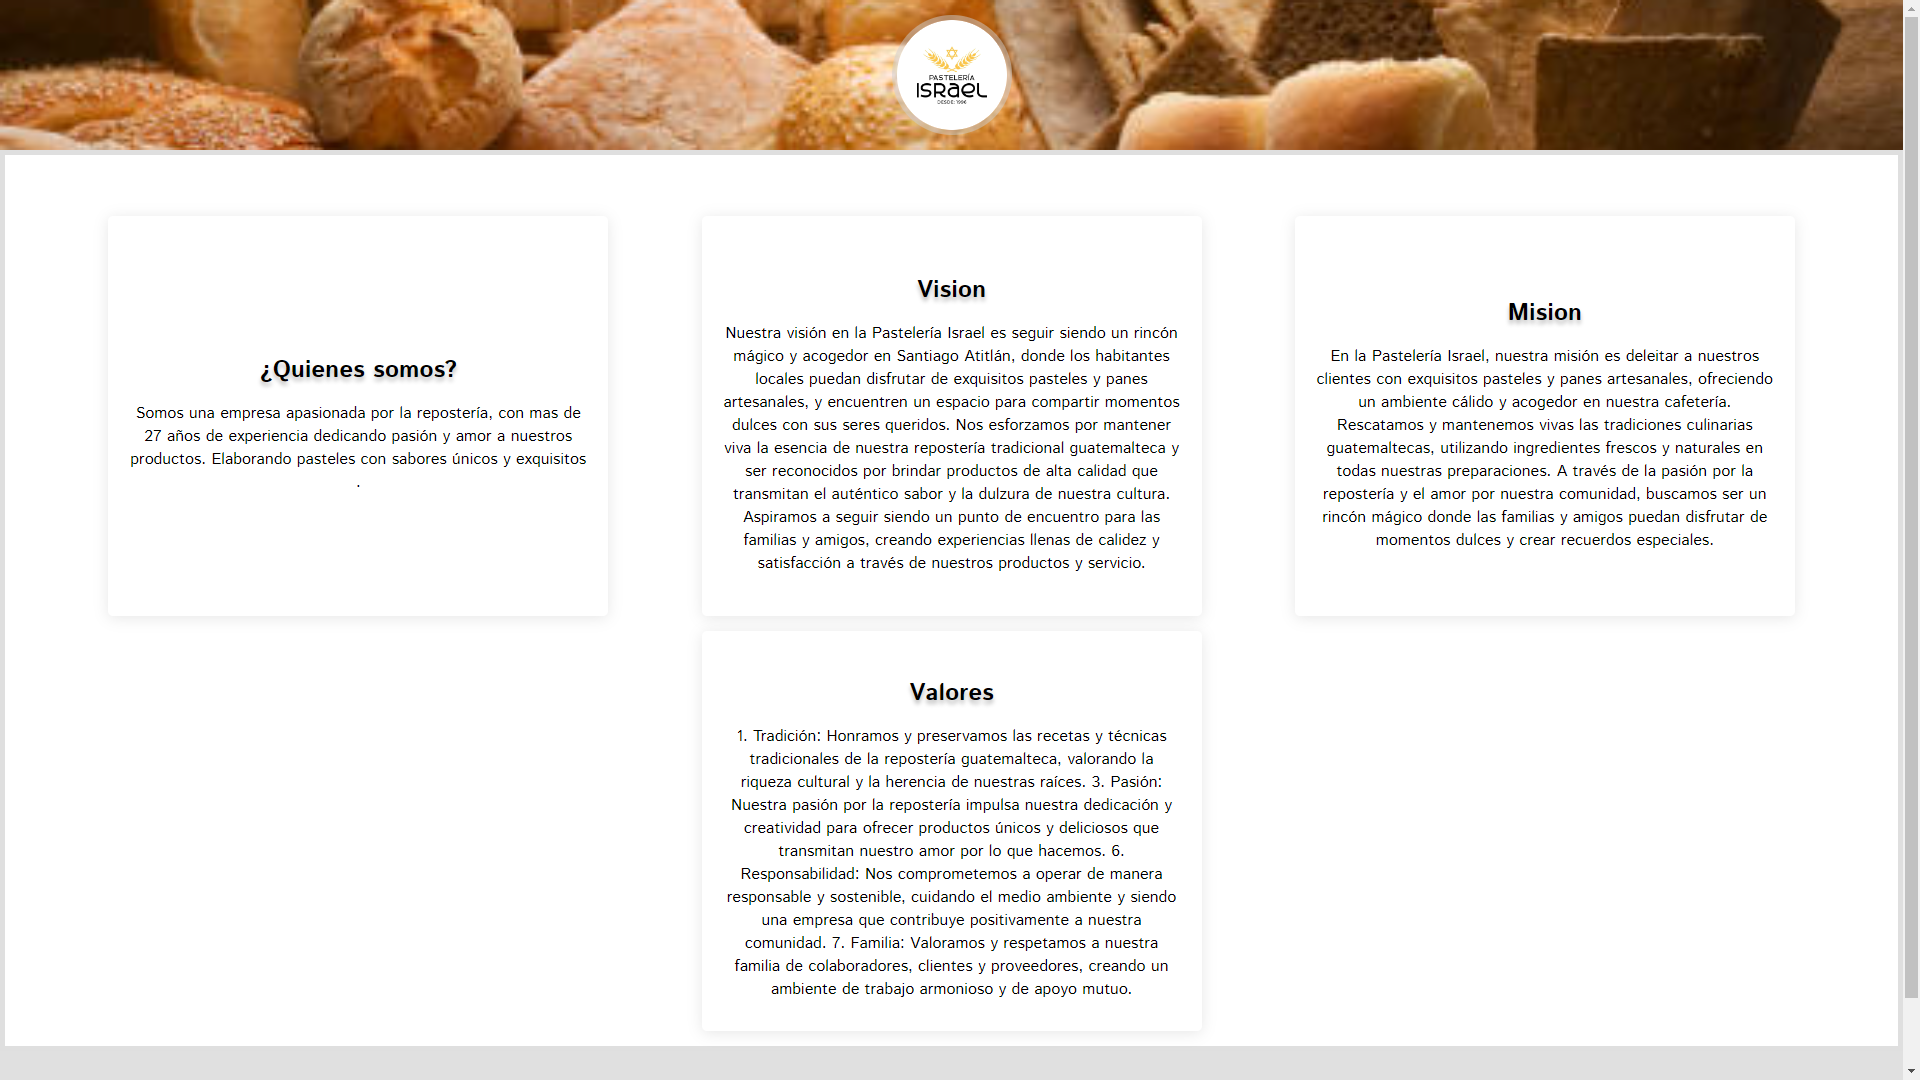 PASTELERÍA
ISRAEL
DESDE: 1996
¿Quienes somos?
Somos una empresa apasionada por la repostería, con mas de
27 años de experiencia dedicando pasión y amor a nuestros
productos. Elaborando pasteles con sabores únicos y exquisitos
.
Vision
Nuestra visión en la Pastelería Israel es seguir siendo un rincón
mágico y acogedor en Santiago Atitlán, donde los habitantes
locales puedan disfrutar de exquisitos pasteles y panes
artesanales, y encuentren un espacio para compartir momentos
dulces con sus seres queridos. Nos esforzamos por mantener
viva la esencia de nuestra repostería tradicional guatemalteca y
ser reconocidos por brindar productos de alta calidad que
transmitan el auténtico sabor y la dulzura de nuestra cultura.
Aspiramos a seguir siendo un punto de encuentro para las
familias y amigos, creando experiencias llenas de calidez y
satisfacción a través de nuestros productos y servicio.
Mision
En la Pastelería Israel, nuestra misión es deleitar a nuestros
clientes con exquisitos pasteles y panes artesanales, ofreciendo
un ambiente cálido y acogedor en nuestra cafetería.
Rescatamos y mantenemos vivas las tradiciones culinarias
guatemaltecas, utilizando ingredientes frescos y naturales en
todas nuestras preparaciones. A través de la pasión por la
repostería y el amor por nuestra comunidad, buscamos ser un
rincón mágico donde las familias y amigos puedan disfrutar de
momentos dulces y crear recuerdos especiales.
Valores
1. Tradición: Honramos y preservamos las recetas y técnicas
tradicionales de la repostería guatemalteca, valorando la
riqueza cultural y la herencia de nuestras raíces. 3. Pasión:
Nuestra pasión por la repostería impulsa nuestra dedicación y
creatividad para ofrecer productos únicos y deliciosos que
transmitan nuestro amor por lo que hacemos. 6.
Responsabilidad: Nos comprometemos a operar de manera
responsable y sostenible, cuidando el medio ambiente y siendo
una empresa que contribuye positivamente a nuestra
comunidad. 7. Familia: Valoramos y respetamos a nuestra
familia de colaboradores, clientes y proveedores, creando un
ambiente de trabajo armonioso y de apoyo mutuo.